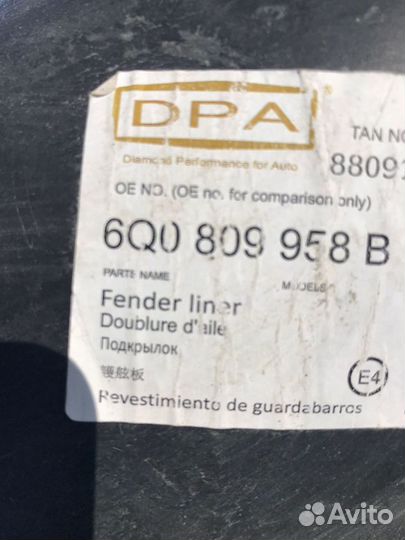 DPA
®
Diamond Performance for Auto
TAN NO
88091
OE NO. (OE no. for comparison only)
6Q0 809 958 B
PARTS NAME
MODELS
Fender liner
Doublure d'aile
Подкрылок
Revestimiento de guardabarros
E4
Avito